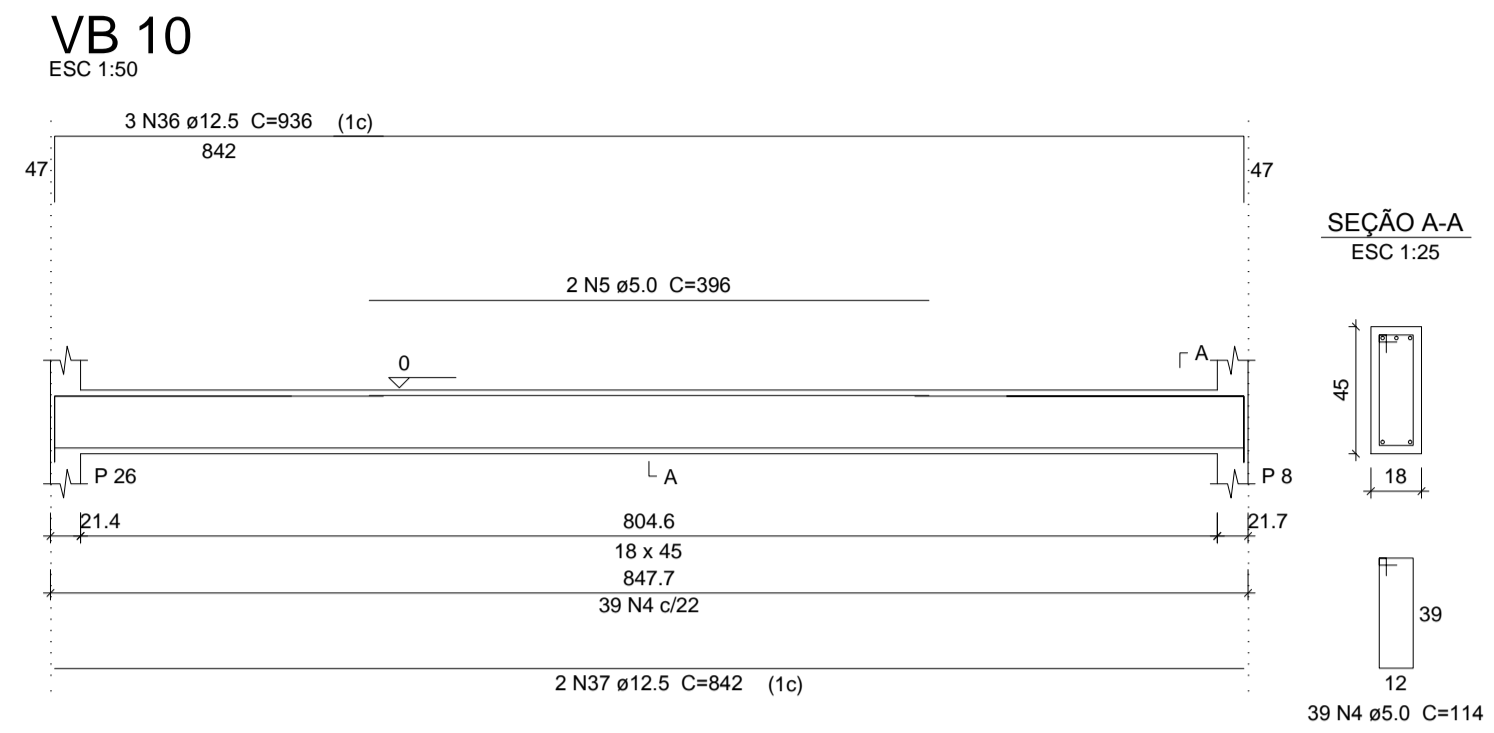 VB 10
ESC 1:50
3 N36 ø12.5 C=936 (1c)
842
47
47
SEÇÃO A-A
ESC 1:25
2 N5 ø5.0 C=396
0
A
45
18
A
P 26
P 8
21.4
804.6
21.7
18 x 45
847.7
39 N4 c/22
39
12
2 N37 ø12.5 C=842 (1c)
39 N4 ø5.0 C=114